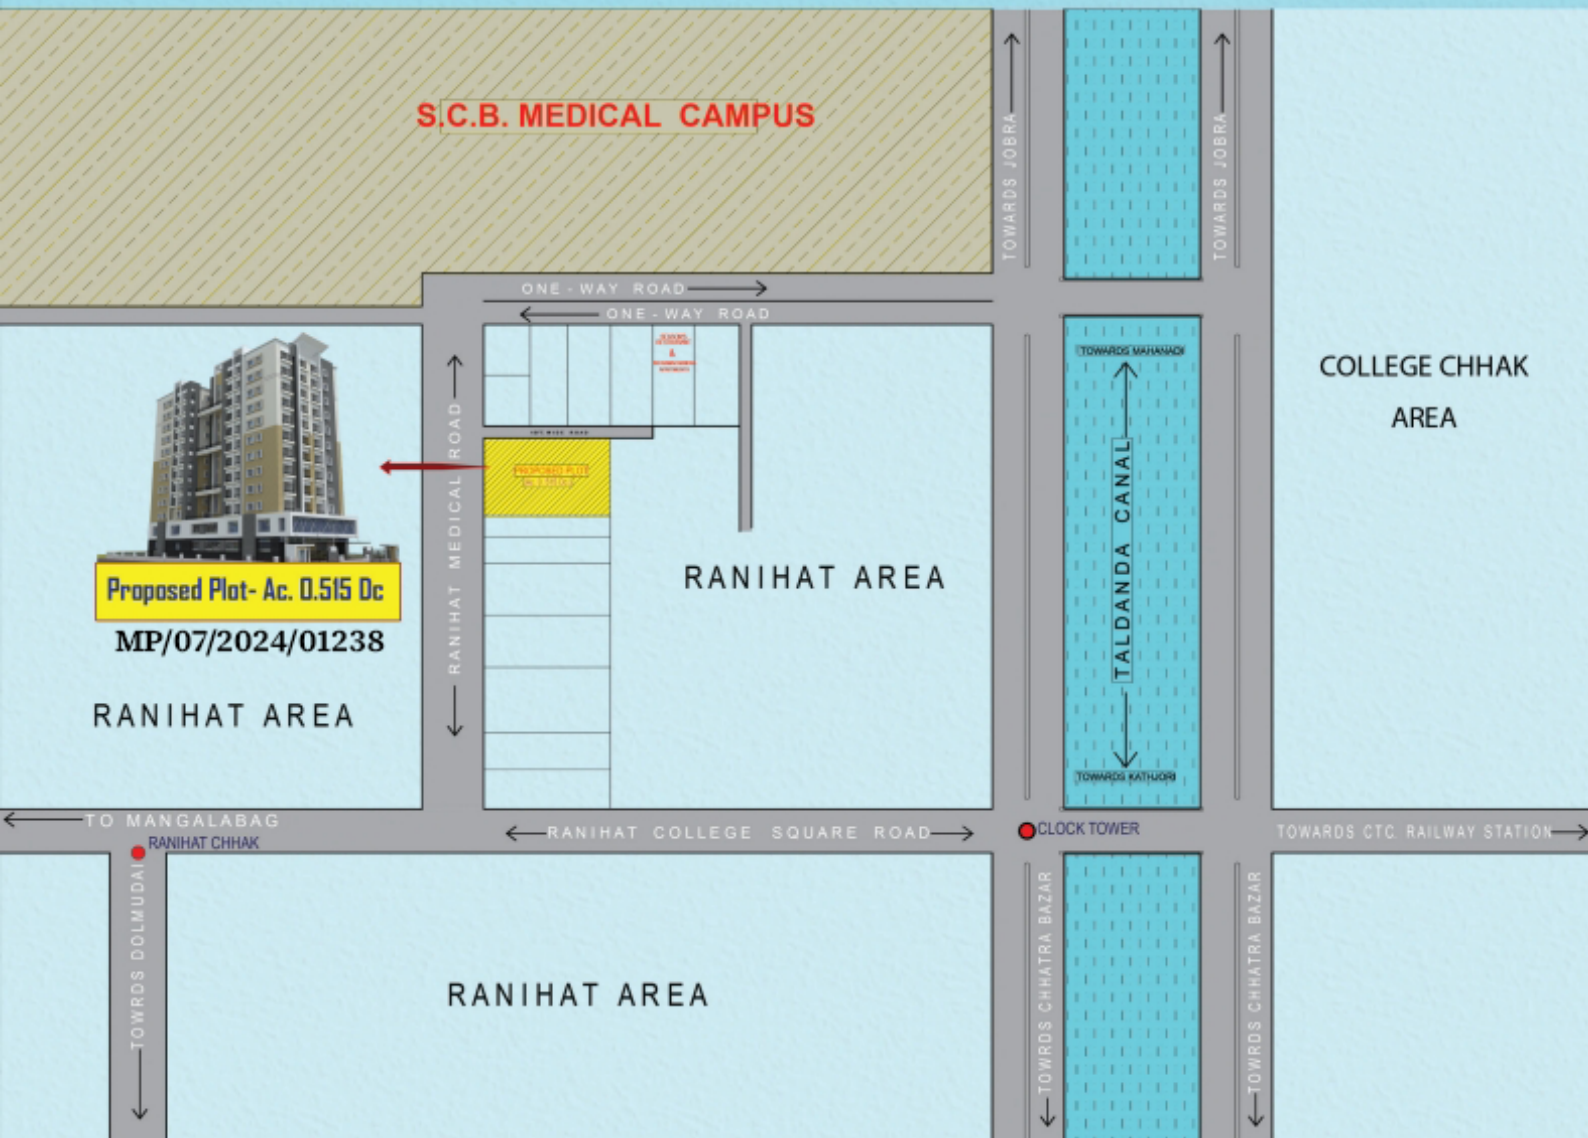 S.C.B. MEDICAL CAMPUS
TOWARDS JOBRA
TOWARDS JOBRA
ONE-WAY ROAD
ONE-WAY ROAD
&
TOWARDS MAHANADI
COLLEGE CHHAK
AREA
RANIHAT MEDICAL ROAD
PROPOSED PLOT
TALDANDA CANAL
RANIHAT AREA
Proposed Plot- Ac. 0.515 Dc
MP/07/2024/01238
RANIHAT AREA
TOWARDS KATHJORI
TO MANGALABAG
RANIHAT CHHAK
RANIHAT COLLEGE SQUARE ROAD
CLOCK TOWER
TOWARDS CTC. RAILWAY STATION
TOWRDS DOLMUDAI
TOWRDS CHHATRA BAZAR
TOWRDS CHHATRA BAZAR
RANIHAT AREA